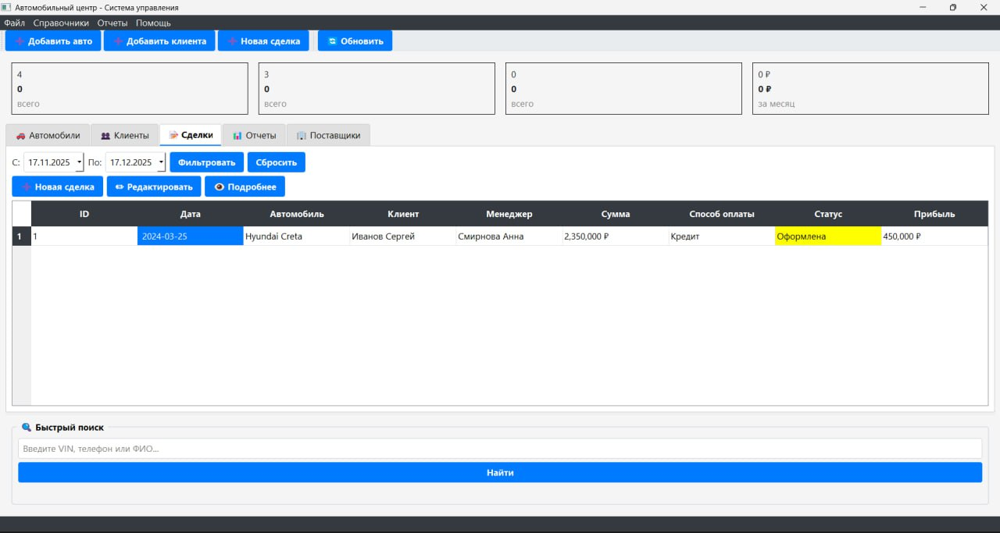 Автомобильный центр - Система управления
Файл Справочники Отчеты Помощь
Добавить авто Добавить клиента Новая сделка Обновить
4 3 0 0 ₽
0 0 0 0 ₽
всего всего всего за месяц
Автомобили Клиенты Сделки Отчеты Поставщики
С: 17.11.2025 По: 17.12.2025 Фильтровать Сбросить
Новая сделка Редактировать Подробнее
ID Дата Автомобиль Клиент Менеджер Сумма Способ оплаты Статус Прибыль
1 1 2024-03-25 Hyundai Creta Иванов Сергей Смирнова Анна 2,350,000 ₽ Кредит Оформлена 450,000 ₽
Быстрый поиск
Введите VIN, телефон или ФИО...
Найти